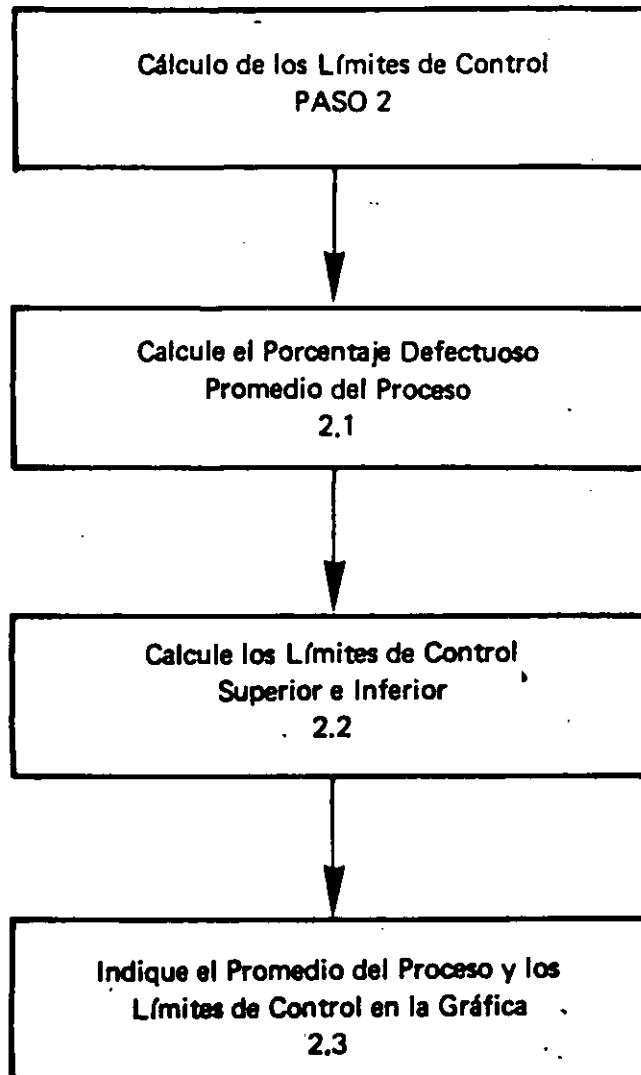 Cálculo de los Límites de Control
PASO 2
Calcule el Porcentaje Defectuoso
Promedio del Proceso
2.1
Calcule los Límites de Control
Superior e Inferior
2.2
Indique el Promedio del Proceso y los
Límites de Control en la Gráfica
2.3